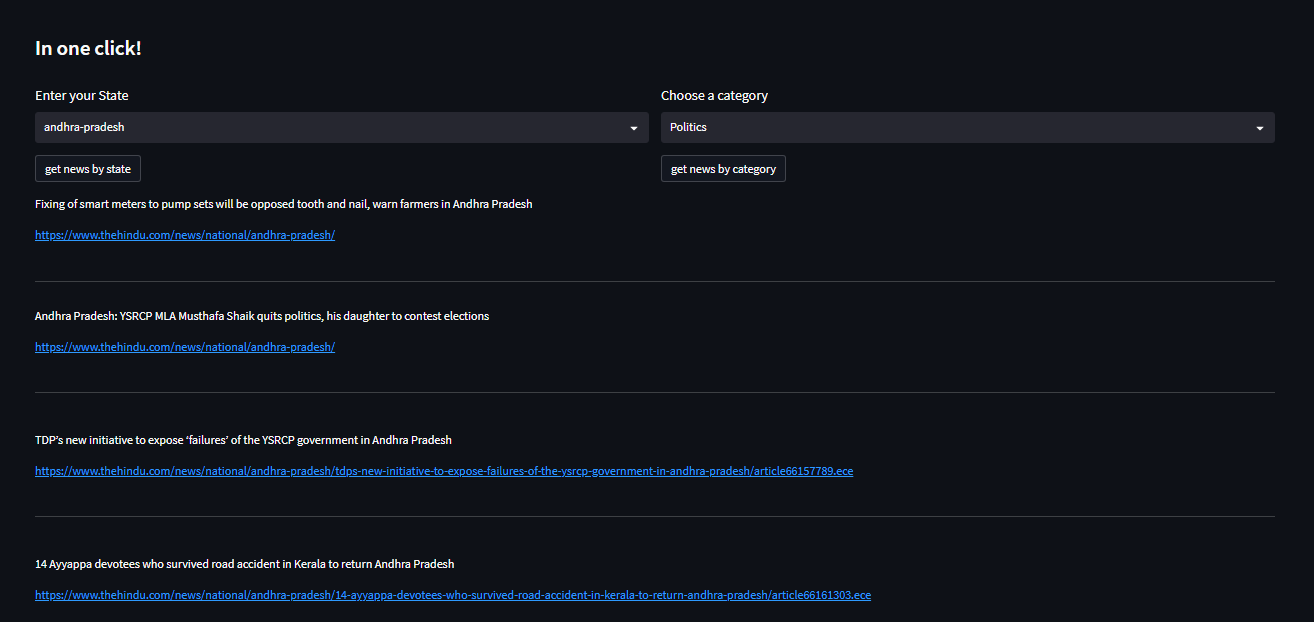 In one click!
Enter your State
Choose a category
andhra-pradesh
Politics
get news by state
get news by category
Fixing of smart meters to pump sets will be opposed tooth and nail, warn farmers in Andhra Pradesh
https://www.thehindu.com/news/national/andhra-pradesh/
Andhra Pradesh: YSRCP MLA Musthafa Shaik quits politics, his daughter to contest elections
https://www.thehindu.com/news/national/andhra-pradesh/
TDP’s new initiative to expose ‘failures’ of the YSRCP government in Andhra Pradesh
https://www.thehindu.com/news/national/andhra-pradesh/tdps-new-initiative-to-expose-failures-of-the-ysrcp-government-in-andhra-pradesh/article66157789.ece
14 Ayyappa devotees who survived road accident in Kerala to return Andhra Pradesh
https://www.thehindu.com/news/national/andhra-pradesh/14-ayyappa-devotees-who-survived-road-accident-in-kerala-to-return-andhra-pradesh/article66161303.ece